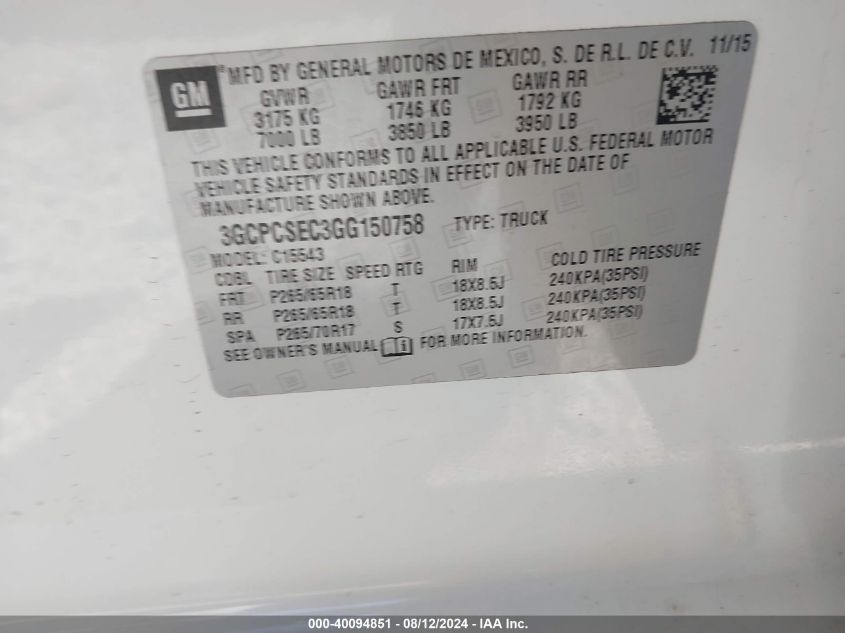 GM
®MFD BY GENERAL MOTORS DE MEXICO, S. DE R.L. DE C.V. 11/15
GVWR GAWR FRT GAWR RR
3175 KG 1746 KG 1792 KG
7000 LB 3850 LB 3950 LB
THIS VEHICLE CONFORMS TO ALL APPLICABLE U.S. FEDERAL MOTOR
VEHICLE SAFETY STANDARDS IN EFFECT ON THE DATE OF
MANUFACTURE SHOWN ABOVE.
3GCPCSEC3GG150758 TYPE: TRUCK
MODEL: C15543
COBL TIRE SIZE SPEED RTG RIM COLD TIRE PRESSURE
FRT P265/65R18 T 18X8.5J 240KPA(35PSI)
RR P265/65R18 T 18X8.5J 240KPA(35PSI)
SPA P265/70R17 S 17X7.5J 240KPA(35PSI)
SEE OWNER'S MANUAL i FOR MORE INFORMATION.
000-40094851 - 08/12/2024 - IAA Inc.